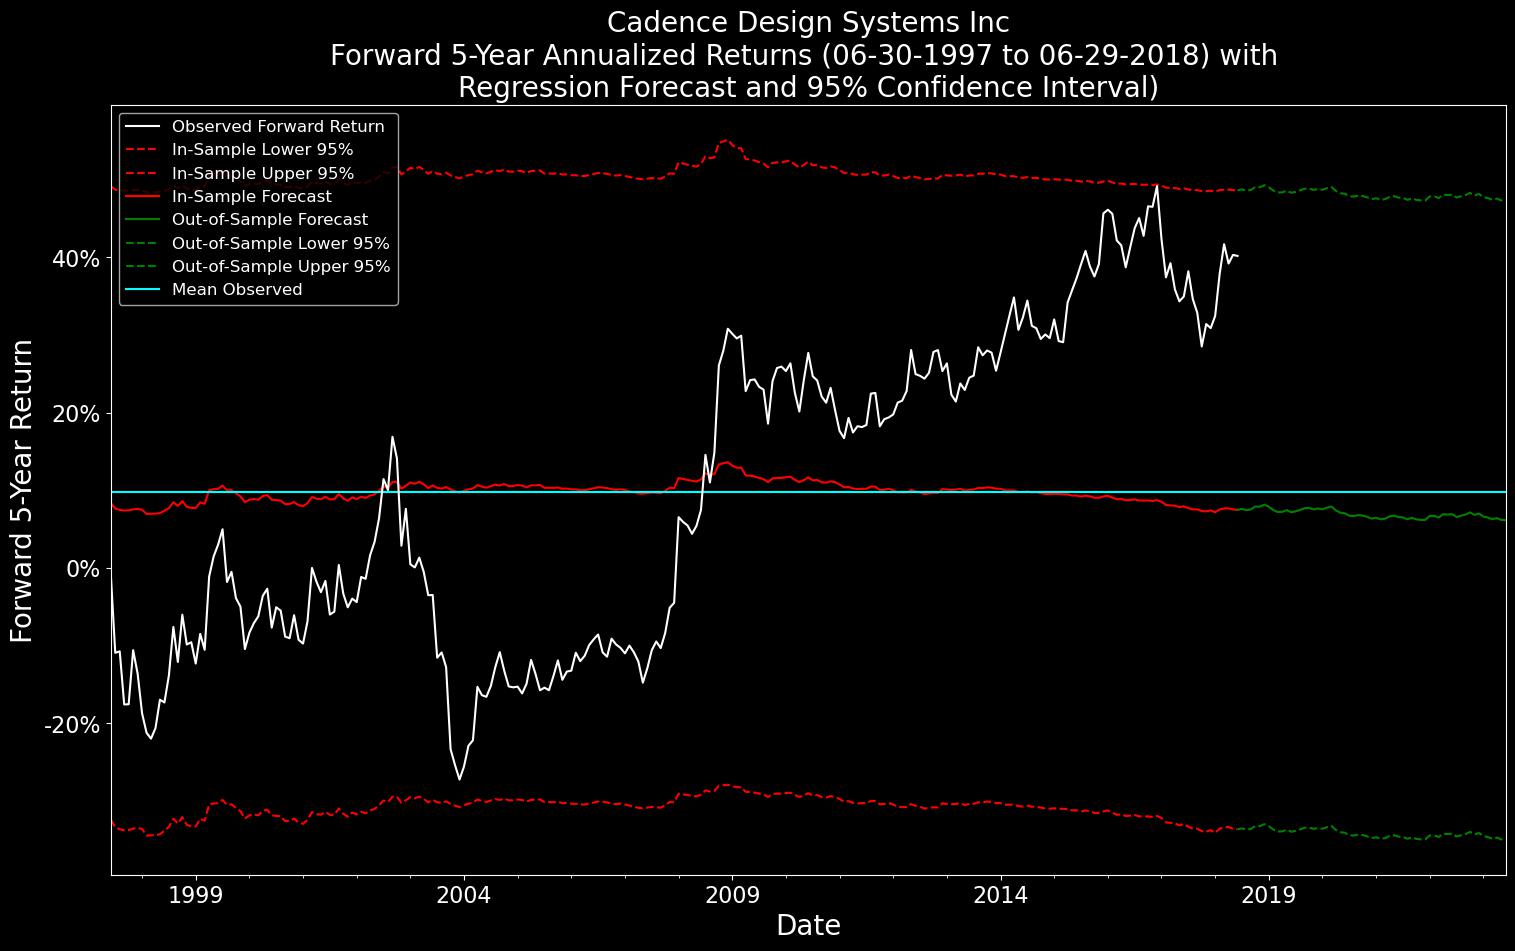 Cadence Design Systems Inc
Forward 5-Year Annualized Returns (06-30-1997 to 06-29-2018) with
Regression Forecast and 95% Confidence Interval)
Observed Forward Return
In-Sample Lower 95%
In-Sample Upper 95%
In-Sample Forecast
Out-of-Sample Forecast
Out-of-Sample Lower 95%
Out-of-Sample Upper 95%
Mean Observed
Forward 5-Year Return
40%
20%
0%
-20%
1999
2004
2009
2014
2019
Date